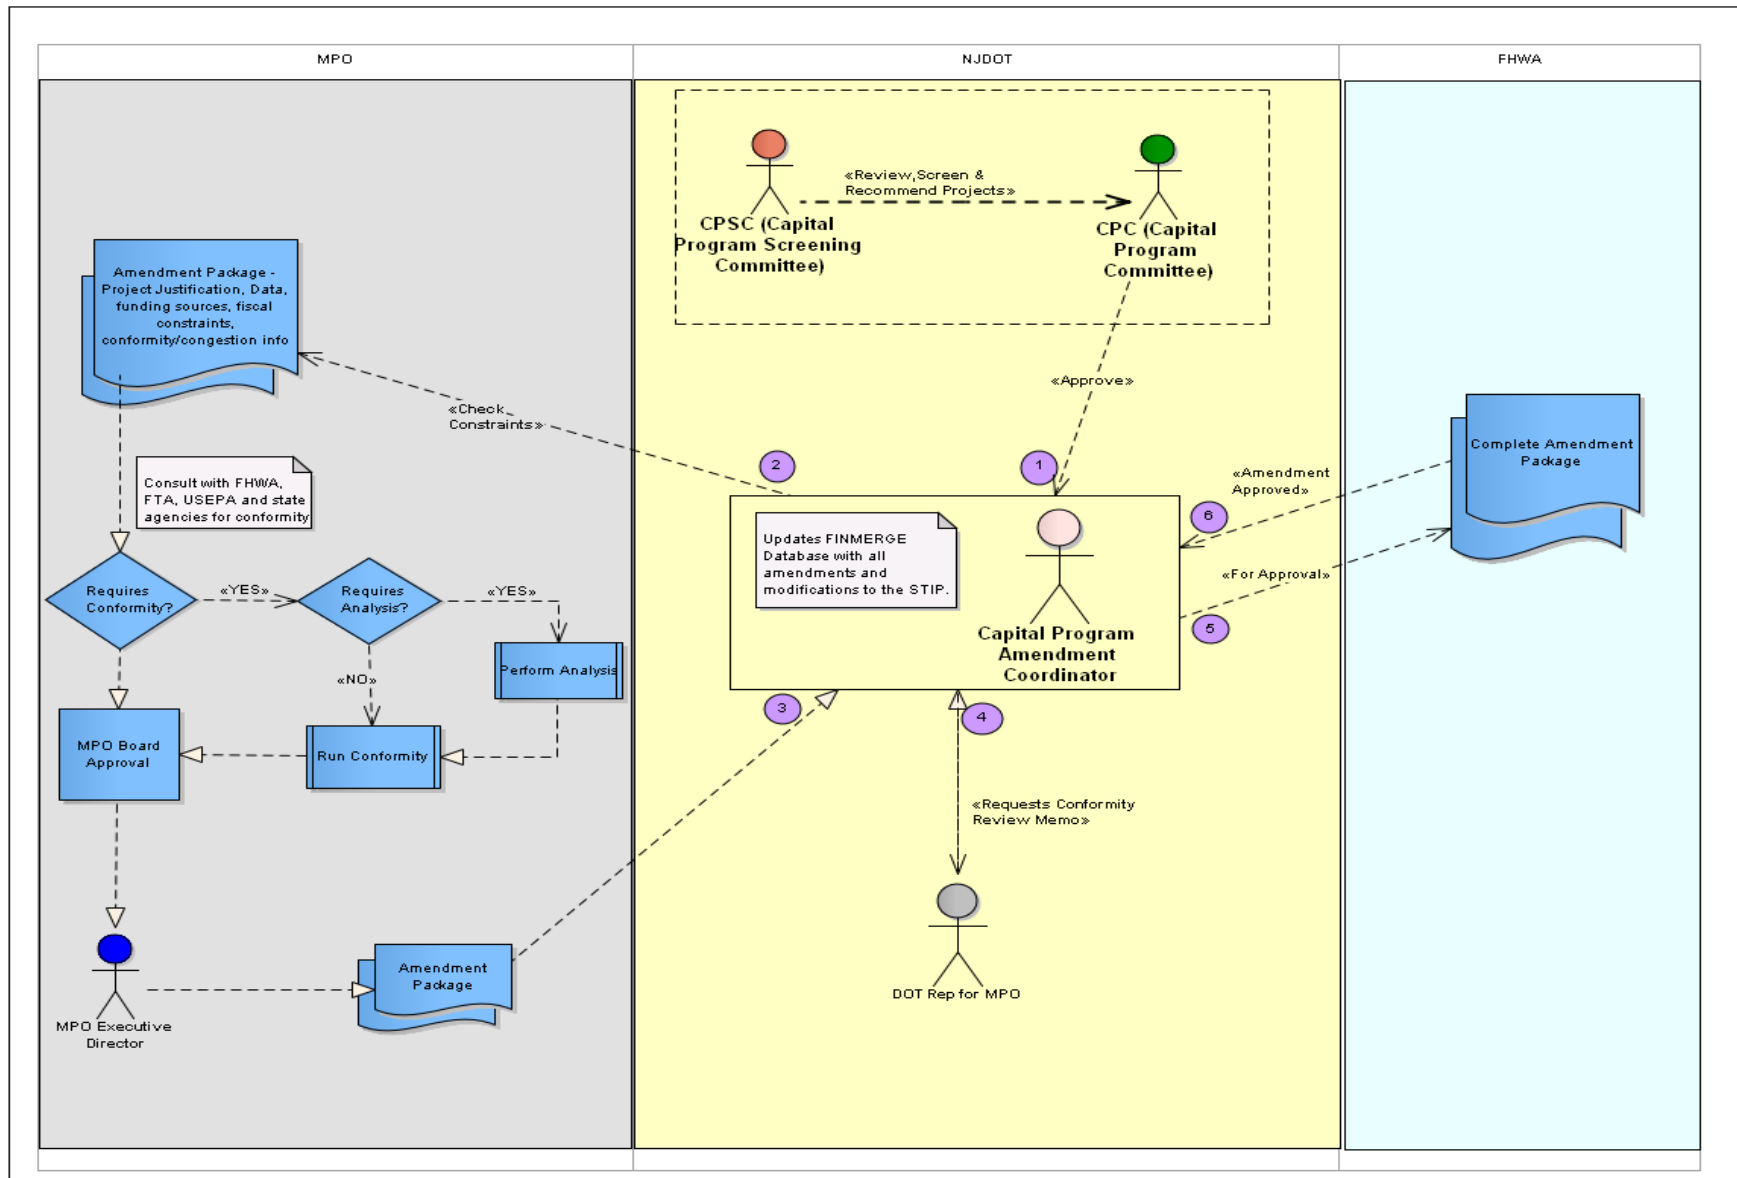 MPO
NJDOT
FHWA
Amendment Package -
Project Justification, Data,
funding sources, fiscal
constraints,
conformity/congestion info
Consult with FHWA,
FTA, USEPA and state
agencies for conformity
Requires
Conformity?
«YES»
Requires
Analysis?
«YES»
Perform Analysis
«NO»
Run Conformity
MPO Board
Approval
MPO Executive
Director
Amendment
Package
«Review,Screen &
Recommend Projects»
CPSC (Capital
Program Screening
Committee)
CPC (Capital
Program
Committee)
«Approve»
«Check
Constraints»
2
1
Updates FINMERGE
Database with all
amendments and
modifications to the STIP.
Capital Program
Amendment
Coordinator
3
4
«Requests Conformity
Review Memo»
DOT Rep for MPO
«Amendment
Approved»
6
«For Approval»
5
Complete Amendment
Package